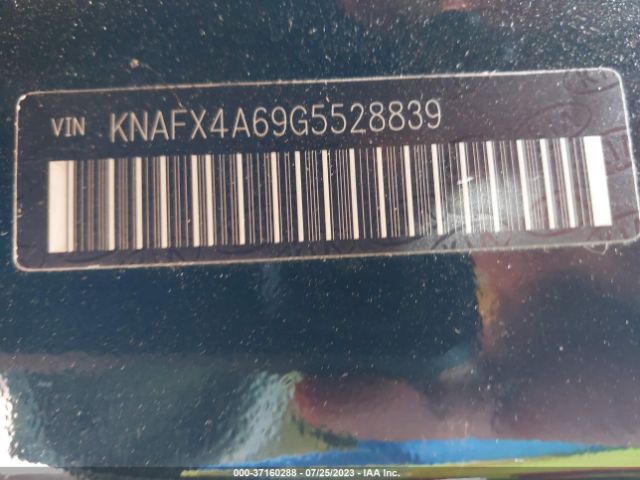 VIN KNAFX4A69G5528839
000-37160288 - 07/25/2023 - IAA Inc.